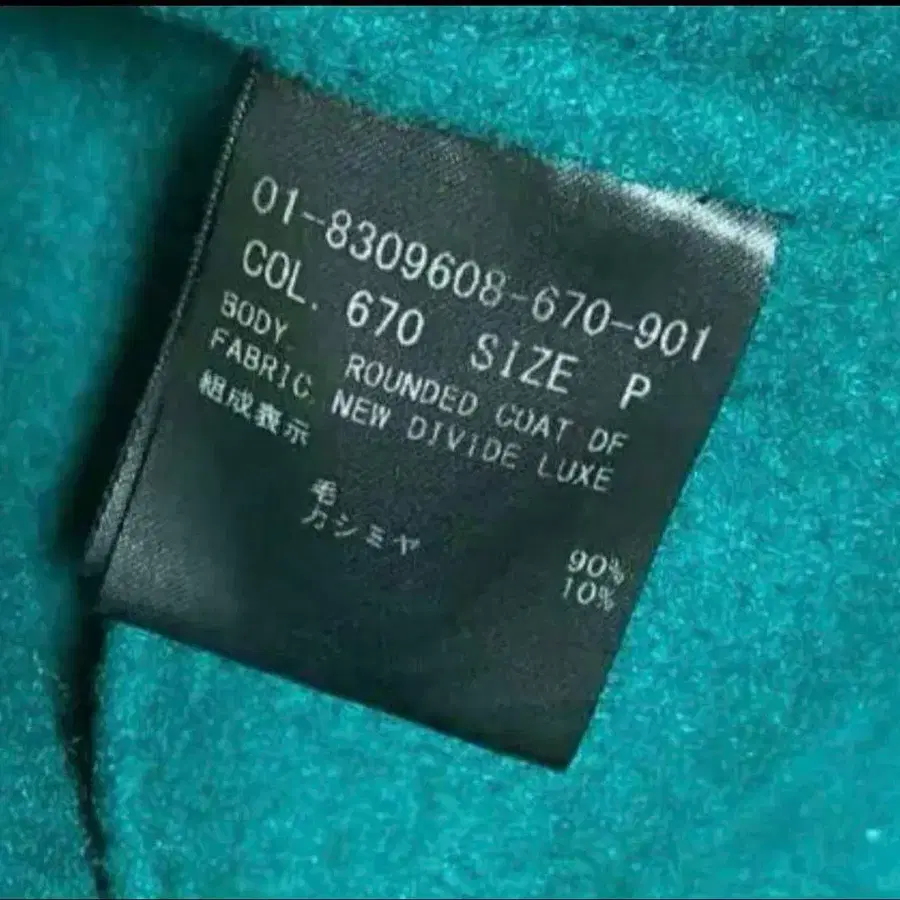 01-8309608-670-901
COL. 670 SIZE P
BODY. ROUNDED COAT DF
FABRIC. NEW DIVIDE LUXE
組成表示
毛 90%
カシミヤ 10%